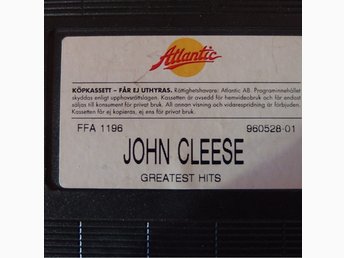 Atlantic
KÖPKASSETT – FÅR EJ UTHYRAS. Rättighetshavare: Atlantic AB. Programinnehållet
skyddas enligt upphovsrättslagen. Kassetten är avsedd för hemvideobruk och får endast
säljas till konsument för privat bruk. All annan visning och vidarespridning är förbjuden.
Kassetten får ej kopieras, ej ens för privat bruk.
FFA 1196 960528-01
JOHN CLEESE
GREATEST HITS